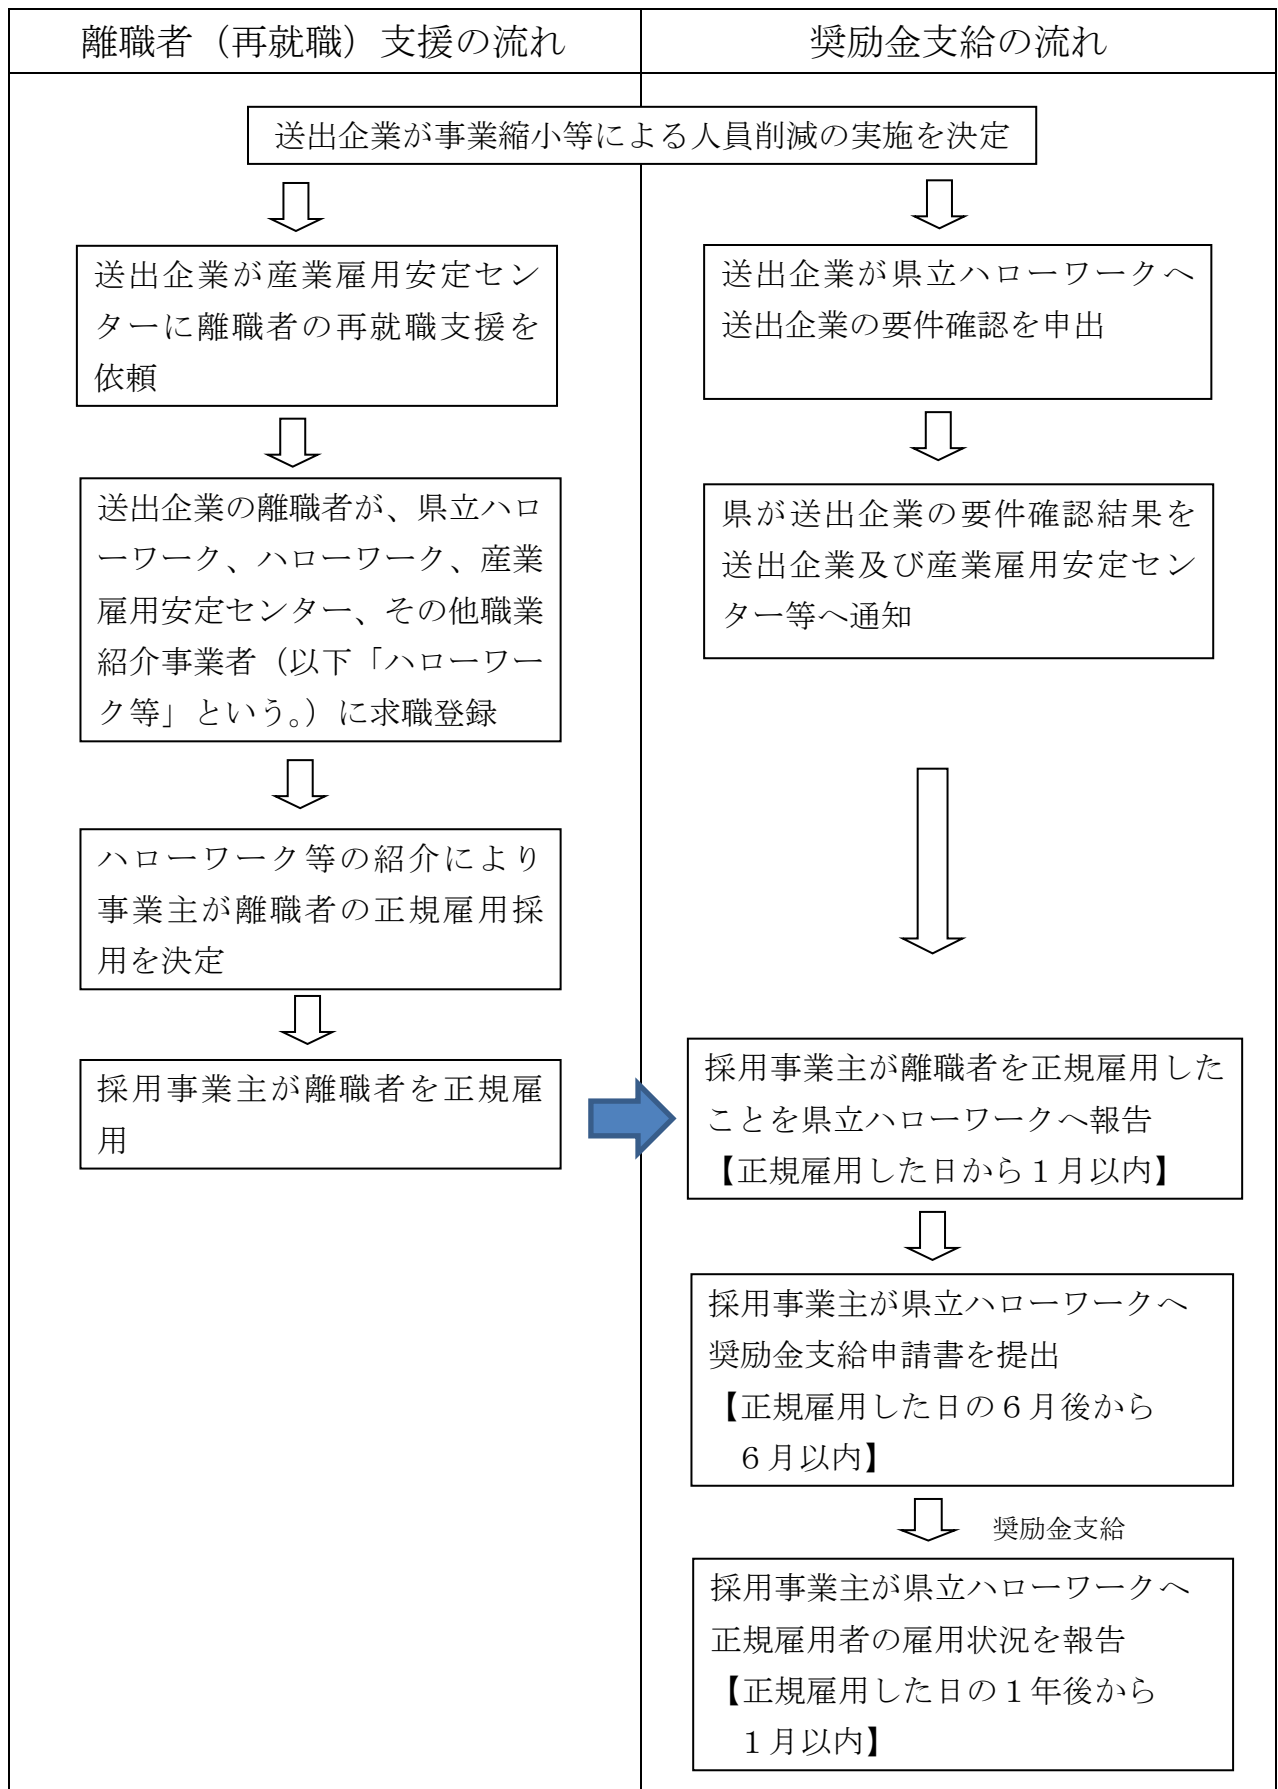 離職者（再就職）支援の流れ
奨励金支給の流れ
送出企業が事業縮小等による人員削減の実施を決定
送出企業が産業雇用安定セン
ターに離職者の再就職支援を
依頼
送出企業の離職者が、県立ハロ
ーワーク、ハローワーク、産業
雇用安定センター、その他職業
紹介事業者（以下「ハローワー
ク等」という。）に求職登録
ハローワーク等の紹介により
事業主が離職者の正規雇用採
用を決定
採用事業主が離職者を正規雇
用
送出企業が県立ハローワークへ
送出企業の要件確認を申出
県が送出企業の要件確認結果を
送出企業及び産業雇用安定セン
ター等へ通知
採用事業主が離職者を正規雇用した
ことを県立ハローワークへ報告
【正規雇用した日から１月以内】
採用事業主が県立ハローワークへ
奨励金支給申請書を提出
【正規雇用した日の６月後から
６月以内】
奨励金支給
採用事業主が県立ハローワークへ
正規雇用者の雇用状況を報告
【正規雇用した日の１年後から
１月以内】